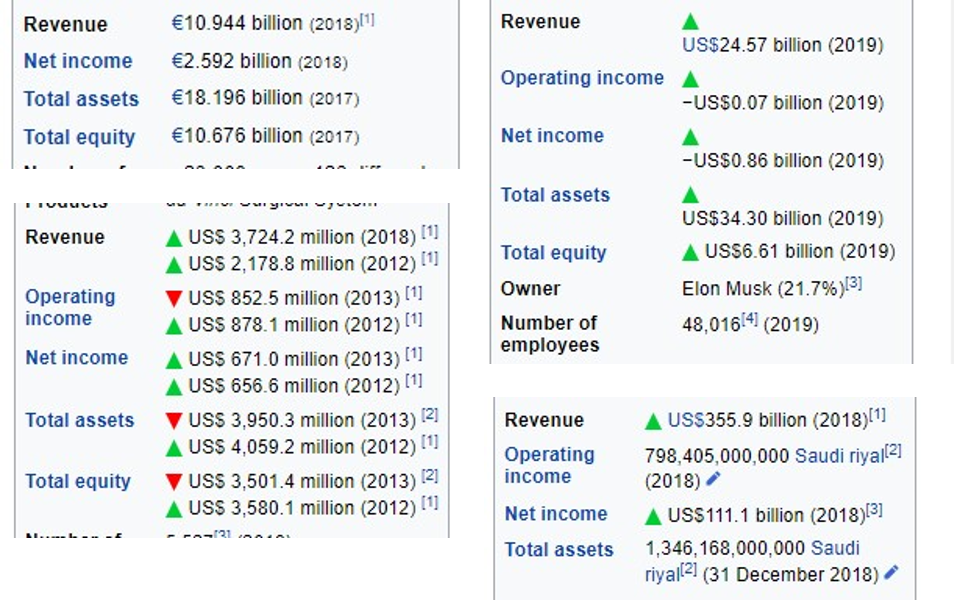 Revenue €10.944 billion (2018)[1]
Net income €2.592 billion (2018)
Total assets €18.196 billion (2017)
Total equity €10.676 billion (2017)
Revenue ▲ US$ 3,724.2 million (2018) [1]
▲ US$ 2,178.8 million (2012) [1]
Operating income ▼ US$ 852.5 million (2013) [1]
▲ US$ 878.1 million (2012) [1]
Net income ▲ US$ 671.0 million (2013) [1]
▲ US$ 656.6 million (2012) [1]
Total assets ▼ US$ 3,950.3 million (2013) [2]
▲ US$ 4,059.2 million (2012) [1]
Total equity ▼ US$ 3,501.4 million (2013) [2]
▲ US$ 3,580.1 million (2012) [1]
Revenue ▲
US$24.57 billion (2019)
Operating income ▲
−US$0.07 billion (2019)
Net income ▲
−US$0.86 billion (2019)
Total assets ▲
US$34.30 billion (2019)
Total equity ▲ US$6.61 billion (2019)
Owner Elon Musk (21.7%)[3]
Number of employees 48,016[4] (2019)
Revenue ▲ US$355.9 billion (2018)[1]
Operating income 798,405,000,000 Saudi riyal[2]
(2018)
Net income ▲ US$111.1 billion (2018)[3]
Total assets 1,346,168,000,000 Saudi
riyal[2] (31 December 2018)